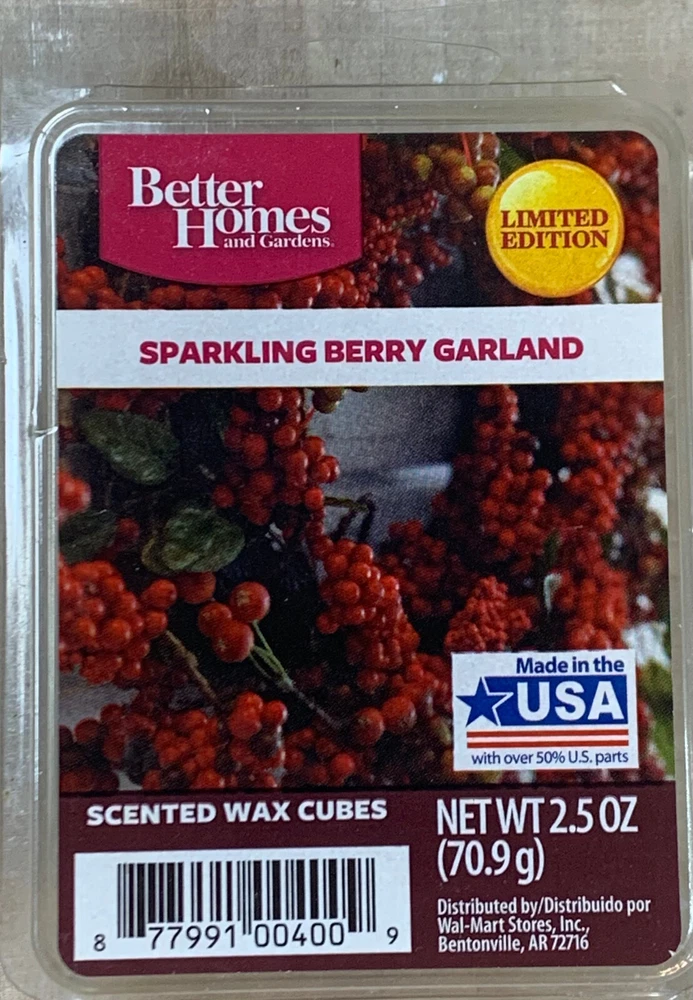 Better
Homes
and Gardens®
LIMITED
EDITION
SPARKLING BERRY GARLAND
Made in the
USA
with over 50% U.S. parts
SCENTED WAX CUBES
NET WT 2.5 OZ
(70.9 g)
Distributed by/Distribuido por
Wal-Mart Stores, Inc.,
Bentonville, AR 72716
8 77991 00400 9